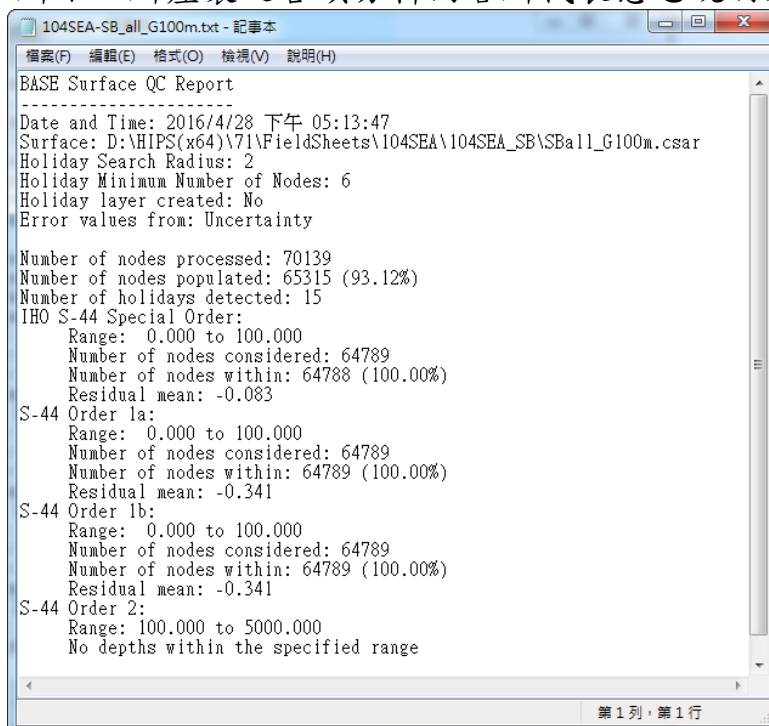 104SEA-SB_all_G100m.txt - 記事本
檔案(F) 編輯(E) 格式(O) 檢視(V) 說明(H)
BASE Surface QC Report
----------------------
Date and Time: 2016/4/28 下午 05:13:47
Surface: D:\HIPS(x64)\71\FieldSheets\104SEA\104SEA_SB\SBall_G100m.csar
Holiday Search Radius: 2
Holiday Minimum Number of Nodes: 6
Holiday layer created: No
Error values from: Uncertainty
Number of nodes processed: 70139
Number of nodes populated: 65315 (93.12%)
Number of holidays detected: 15
IHO S-44 Special Order:
Range: 0.000 to 100.000
Number of nodes considered: 64789
Number of nodes within: 64788 (100.00%)
Residual mean: -0.083
S-44 Order 1a:
Range: 0.000 to 100.000
Number of nodes considered: 64789
Number of nodes within: 64789 (100.00%)
Residual mean: -0.341
S-44 Order 1b:
Range: 0.000 to 100.000
Number of nodes considered: 64789
Number of nodes within: 64789 (100.00%)
Residual mean: -0.341
S-44 Order 2:
Range: 100.000 to 5000.000
No depths within the specified range
第 1 列，第 1 行